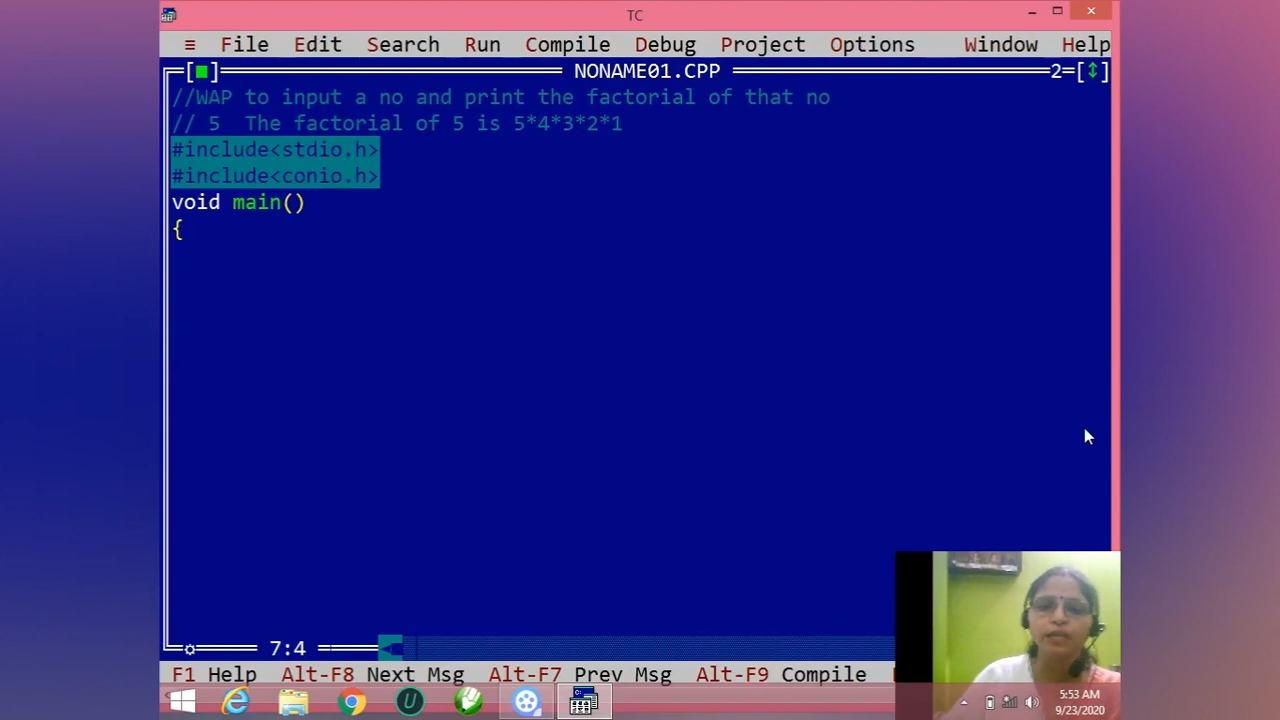 TC
≡ File Edit Search Run Compile Debug Project Options Window Help
[■] NONAME01.CPP 2=[↕]
//WAP to input a no and print the factorial of that no
// 5  The factorial of 5 is 5*4*3*2*1
#include<stdio.h>
#include<conio.h>
void main()
{
7:4
F1 Help Alt-F8 Next Msg Alt-F7 Prev Msg Alt-F9 Compile
5:53 AM
9/23/2020